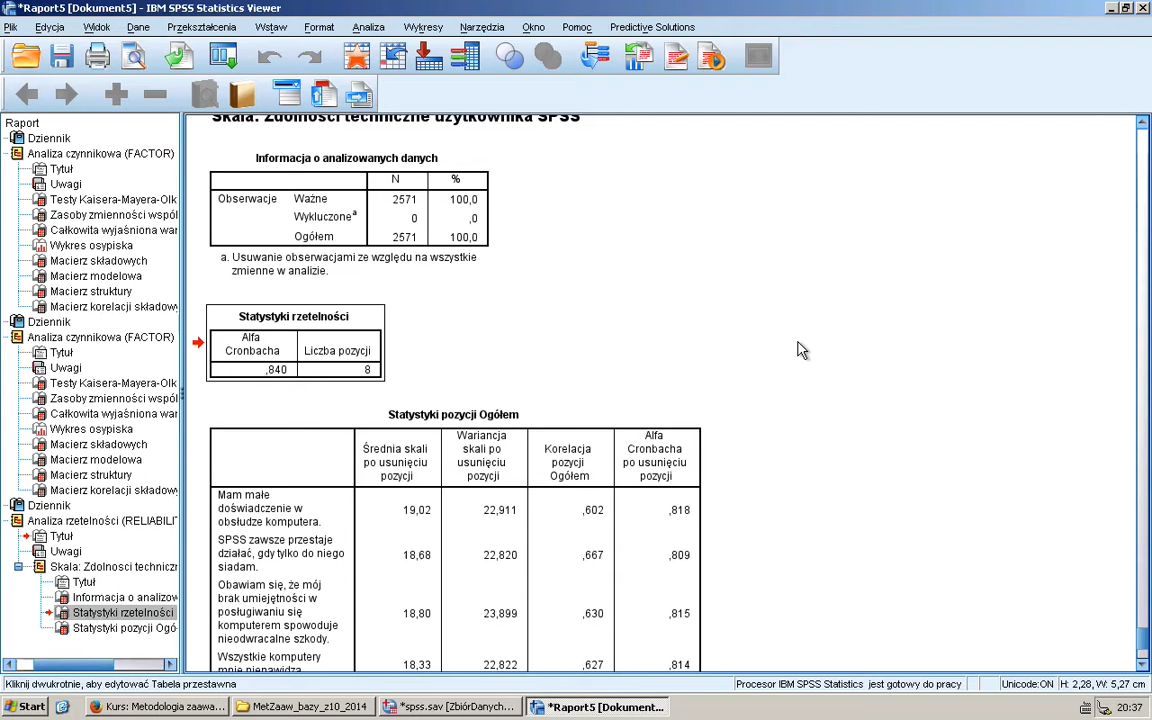 *Raport5 [Dokument5] - IBM SPSS Statistics Viewer
Plik Edycja Widok Dane Przekształcenia Wstaw Format Analiza Wykresy Narzędzia Okno Pomoc Predictive Solutions
Raport
Dziennik
Analiza czynnikowa (FACTOR)
Tytuł
Uwagi
Testy Kaisera-Mayera-Olk
Zasoby zmienności wspól
Całkowita wyjaśniona war
Wykres osypiska
Macierz składowych
Macierz modelowa
Macierz struktury
Macierz korelacji składowy
Dziennik
Analiza czynnikowa (FACTOR)
Tytuł
Uwagi
Testy Kaisera-Mayera-Olk
Zasoby zmienności wspól
Całkowita wyjaśniona war
Wykres osypiska
Macierz składowych
Macierz modelowa
Macierz struktury
Macierz korelacji składowy
Dziennik
Analiza rzetelności (RELIABILIT
Tytuł
Uwagi
Skala: Zdolnosci technicz
Tytuł
Informacja o analizow
Statystyki rzetelności
Statystyki pozycji Ogó
Skala: Zdolności techniczne użytkownika SPSS
Informacja o analizowanych danych
N %
Obserwacje Ważne 2571 100,0
Wykluczone a 0 ,0
Ogółem 2571 100,0
a. Usuwanie obserwacjami ze względu na wszystkie
zmienne w analizie.
Statystyki rzetelności
Alfa
Cronbacha Liczba pozycji
,840 8
Statystyki pozycji Ogółem
Średnia skali
po usunięciu
pozycji
Wariancja
skali po
usunięciu
pozycji
Korelacja
pozycji
Ogółem
Alfa
Cronbacha
po usunięciu
pozycji
Mam małe
doświadczenie w
obsłudze komputera.
19,02 22,911 ,602 ,818
SPSS zawsze przestaje
działać, gdy tylko do niego
siadam.
18,68 22,820 ,667 ,809
Obawiam się, że mój
brak umiejętności w
posługiwaniu się
komputerem spowoduje
nieodwracalne szkody.
18,80 23,899 ,630 ,815
Wszystkie komputery
mnie nienawidzą
18,33 22,822 ,627 ,814
Kliknij dwukrotnie, aby edytować Tabela przestawna
Procesor IBM SPSS Statistics jest gotowy do pracy
Unicode:ON H: 2,28, W: 5,27 cm
Start
Kurs: Metodologia zaawa...
MetZaaw_bazy_z10_2014
*spss.sav [ZbiórDanych...
*Raport5 [Dokument...
20:37